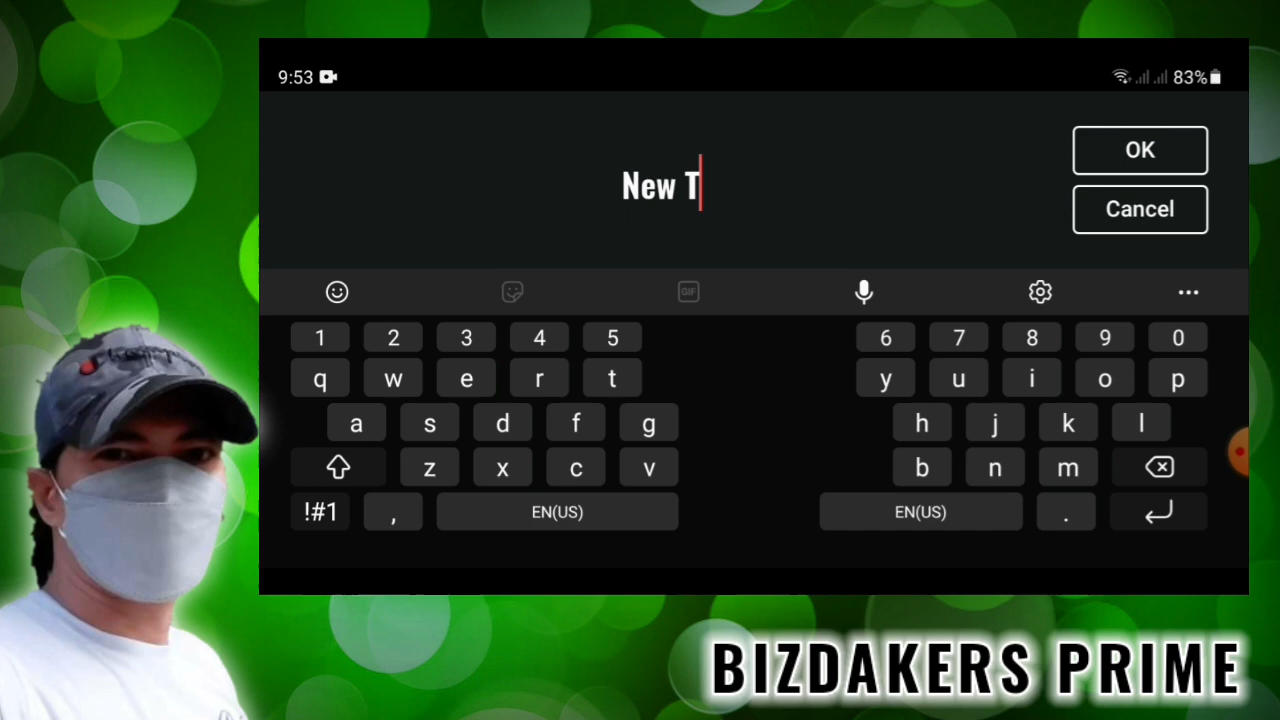 9:53 83%
OK
New T
Cancel
GIF
1 2 3 4 5 6 7 8 9 0
q w e r t y u i o p
a s d f g h j k l
z x c v b n m
!#1 , EN(US) EN(US) .
BIZDAKERS PRIME